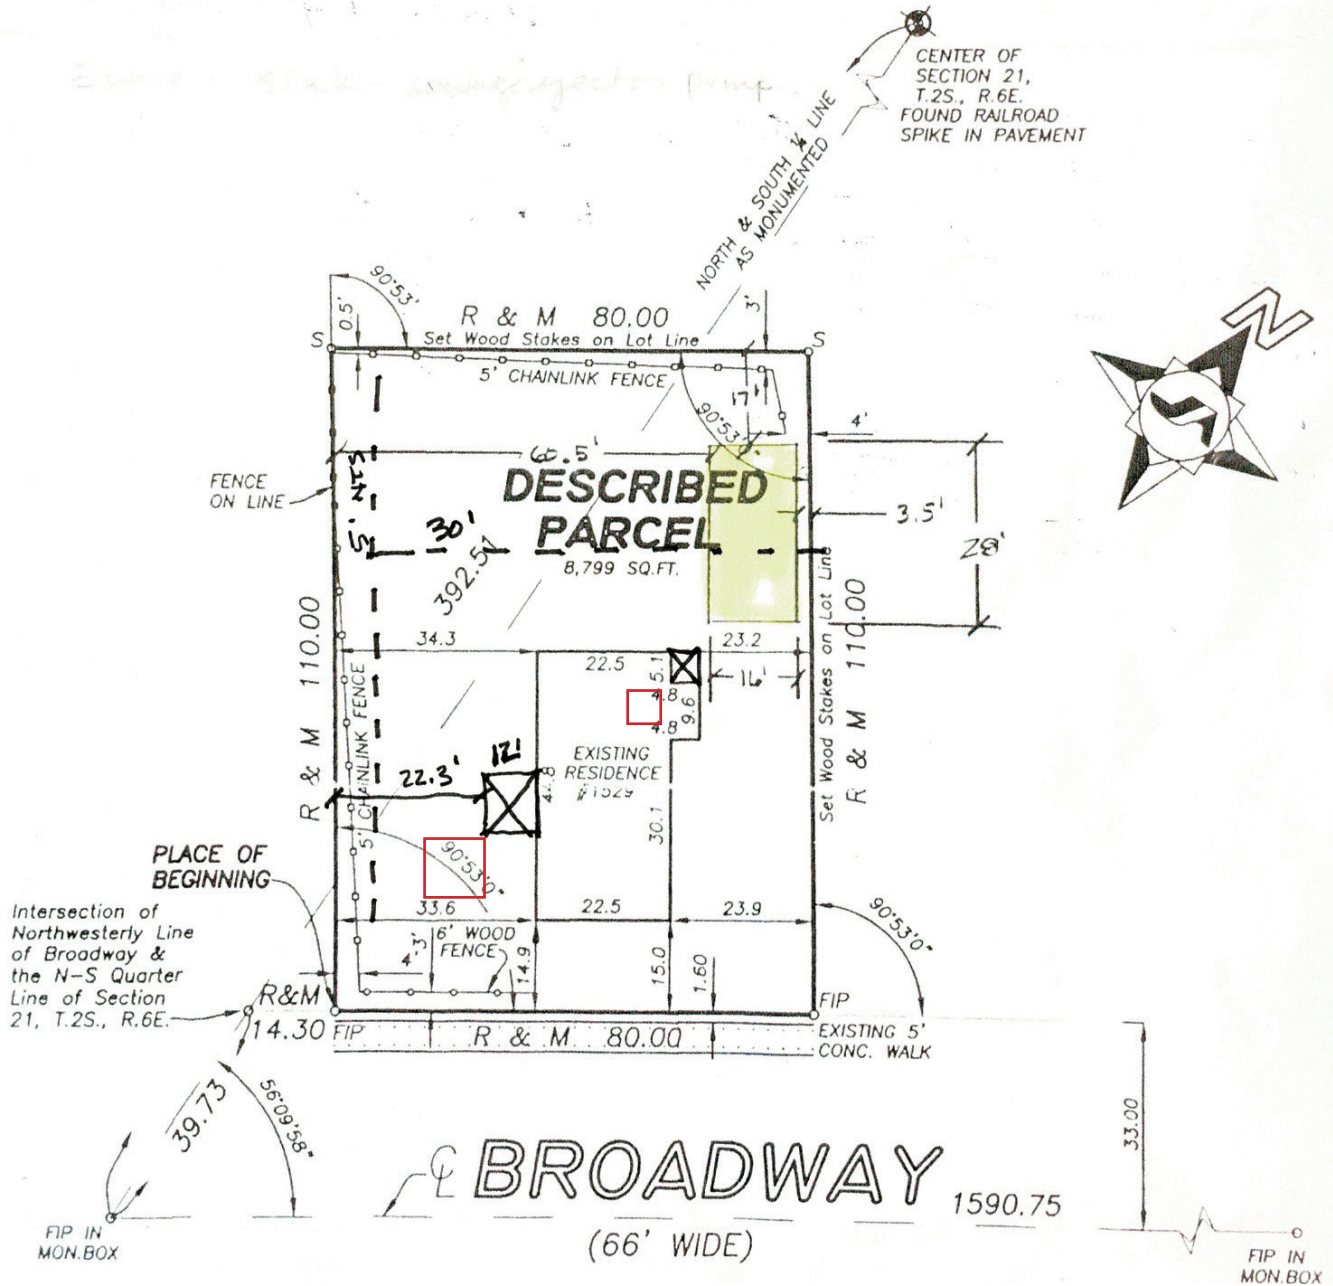 CENTER OF
SECTION 21,
T.2S., R.6E.
FOUND RAILROAD
SPIKE IN PAVEMENT
NORTH & SOUTH ¼ LINE
AS MONUMENTED
N
90°53'
0.5'
R & M 80.00
3'
S
Set Wood Stakes on Lot Line
S
5' CHAINLINK FENCE
17'
90°53'
4'
60.5'
FENCE
ON LINE
DESCRIBED
PARCEL
8,799 SQ.FT.
3.5'
28'
30'
392.51
R & M 110.00
Set Wood Stakes on Lot Line
R & M 110.00
34.3
22.5
5.1
23.2
16'
4.8
9.6
4.8
5' CHAINLINK FENCE
22.3'
12'
44.8
EXISTING
RESIDENCE
#1529
30.1
PLACE OF
BEGINNING
90°53'0"
33.6
22.5
23.9
90°53'0"
Intersection of
Northwesterly Line
of Broadway &
the N-S Quarter
Line of Section
21, T.2S., R.6E.
6' WOOD
FENCE
4'
3'
14.9
15.0
1.60
R&M
14.30
FIP
R & M 80.00
FIP
EXISTING 5'
CONC. WALK
39.73
56°09'58"
33.00
℄ BROADWAY
1590.75
(66' WIDE)
FIP IN
MON.BOX
FIP IN
MON.BOX